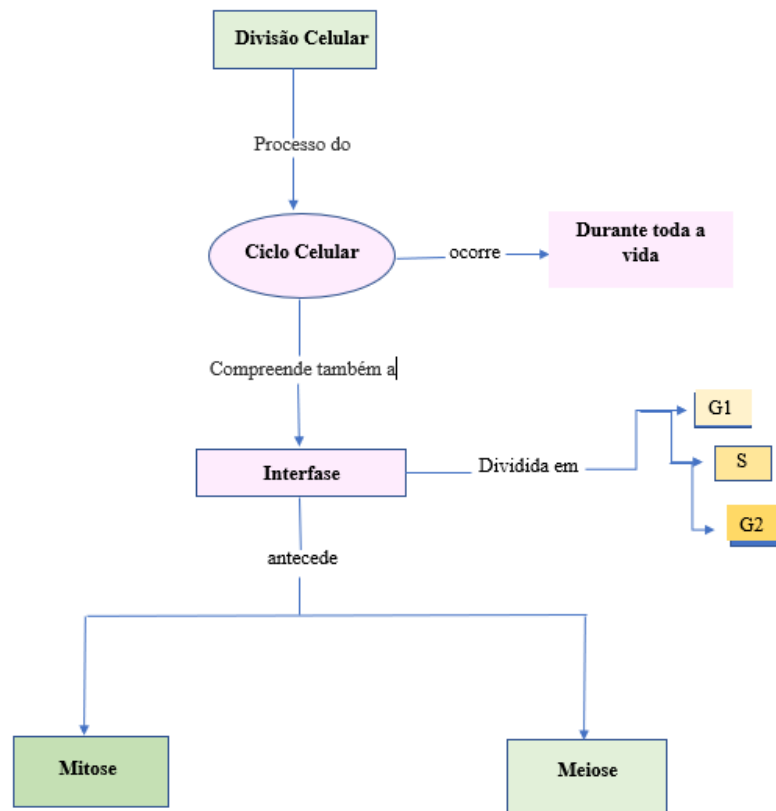 Divisão Celular
Processo do
Ciclo Celular
ocorre
Durante toda a
vida
Compreende também a
Interfase
Dividida em
G1
S
G2
antecede
Mitose
Meiose